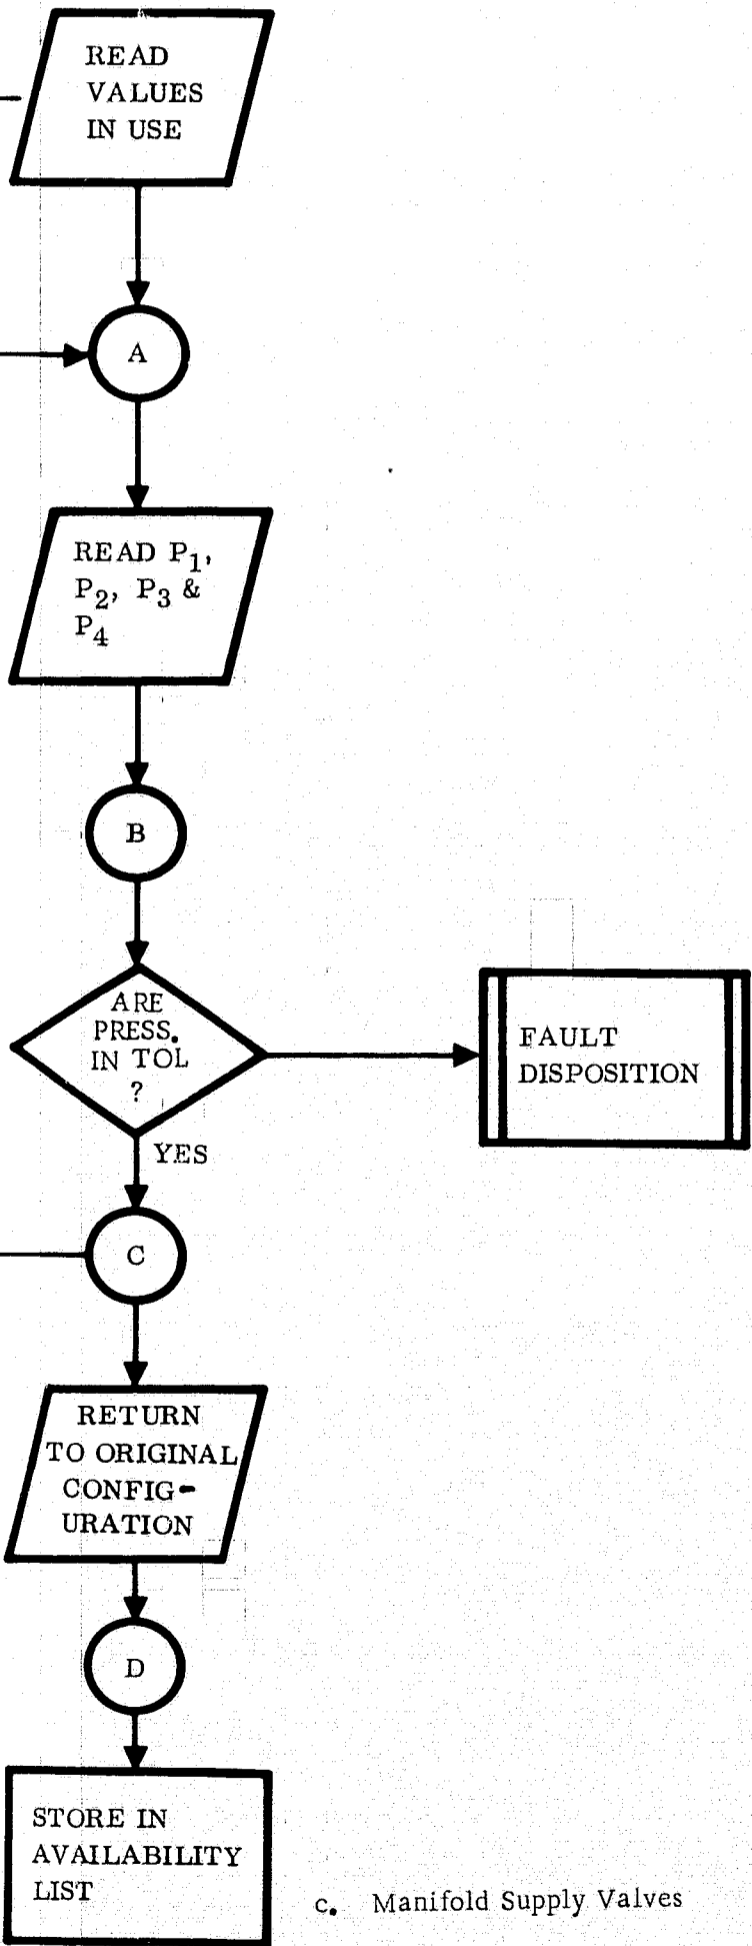 READ
VALUES
IN USE
A
READ P₁,
P₂, P₃ &
P₄
B
ARE
PRESS.
IN TOL
?
FAULT
DISPOSITION
YES
C
RETURN
TO ORIGINAL
CONFIG-
URATION
D
STORE IN
AVAILABILITY
LIST
c. Manifold Supply Valves